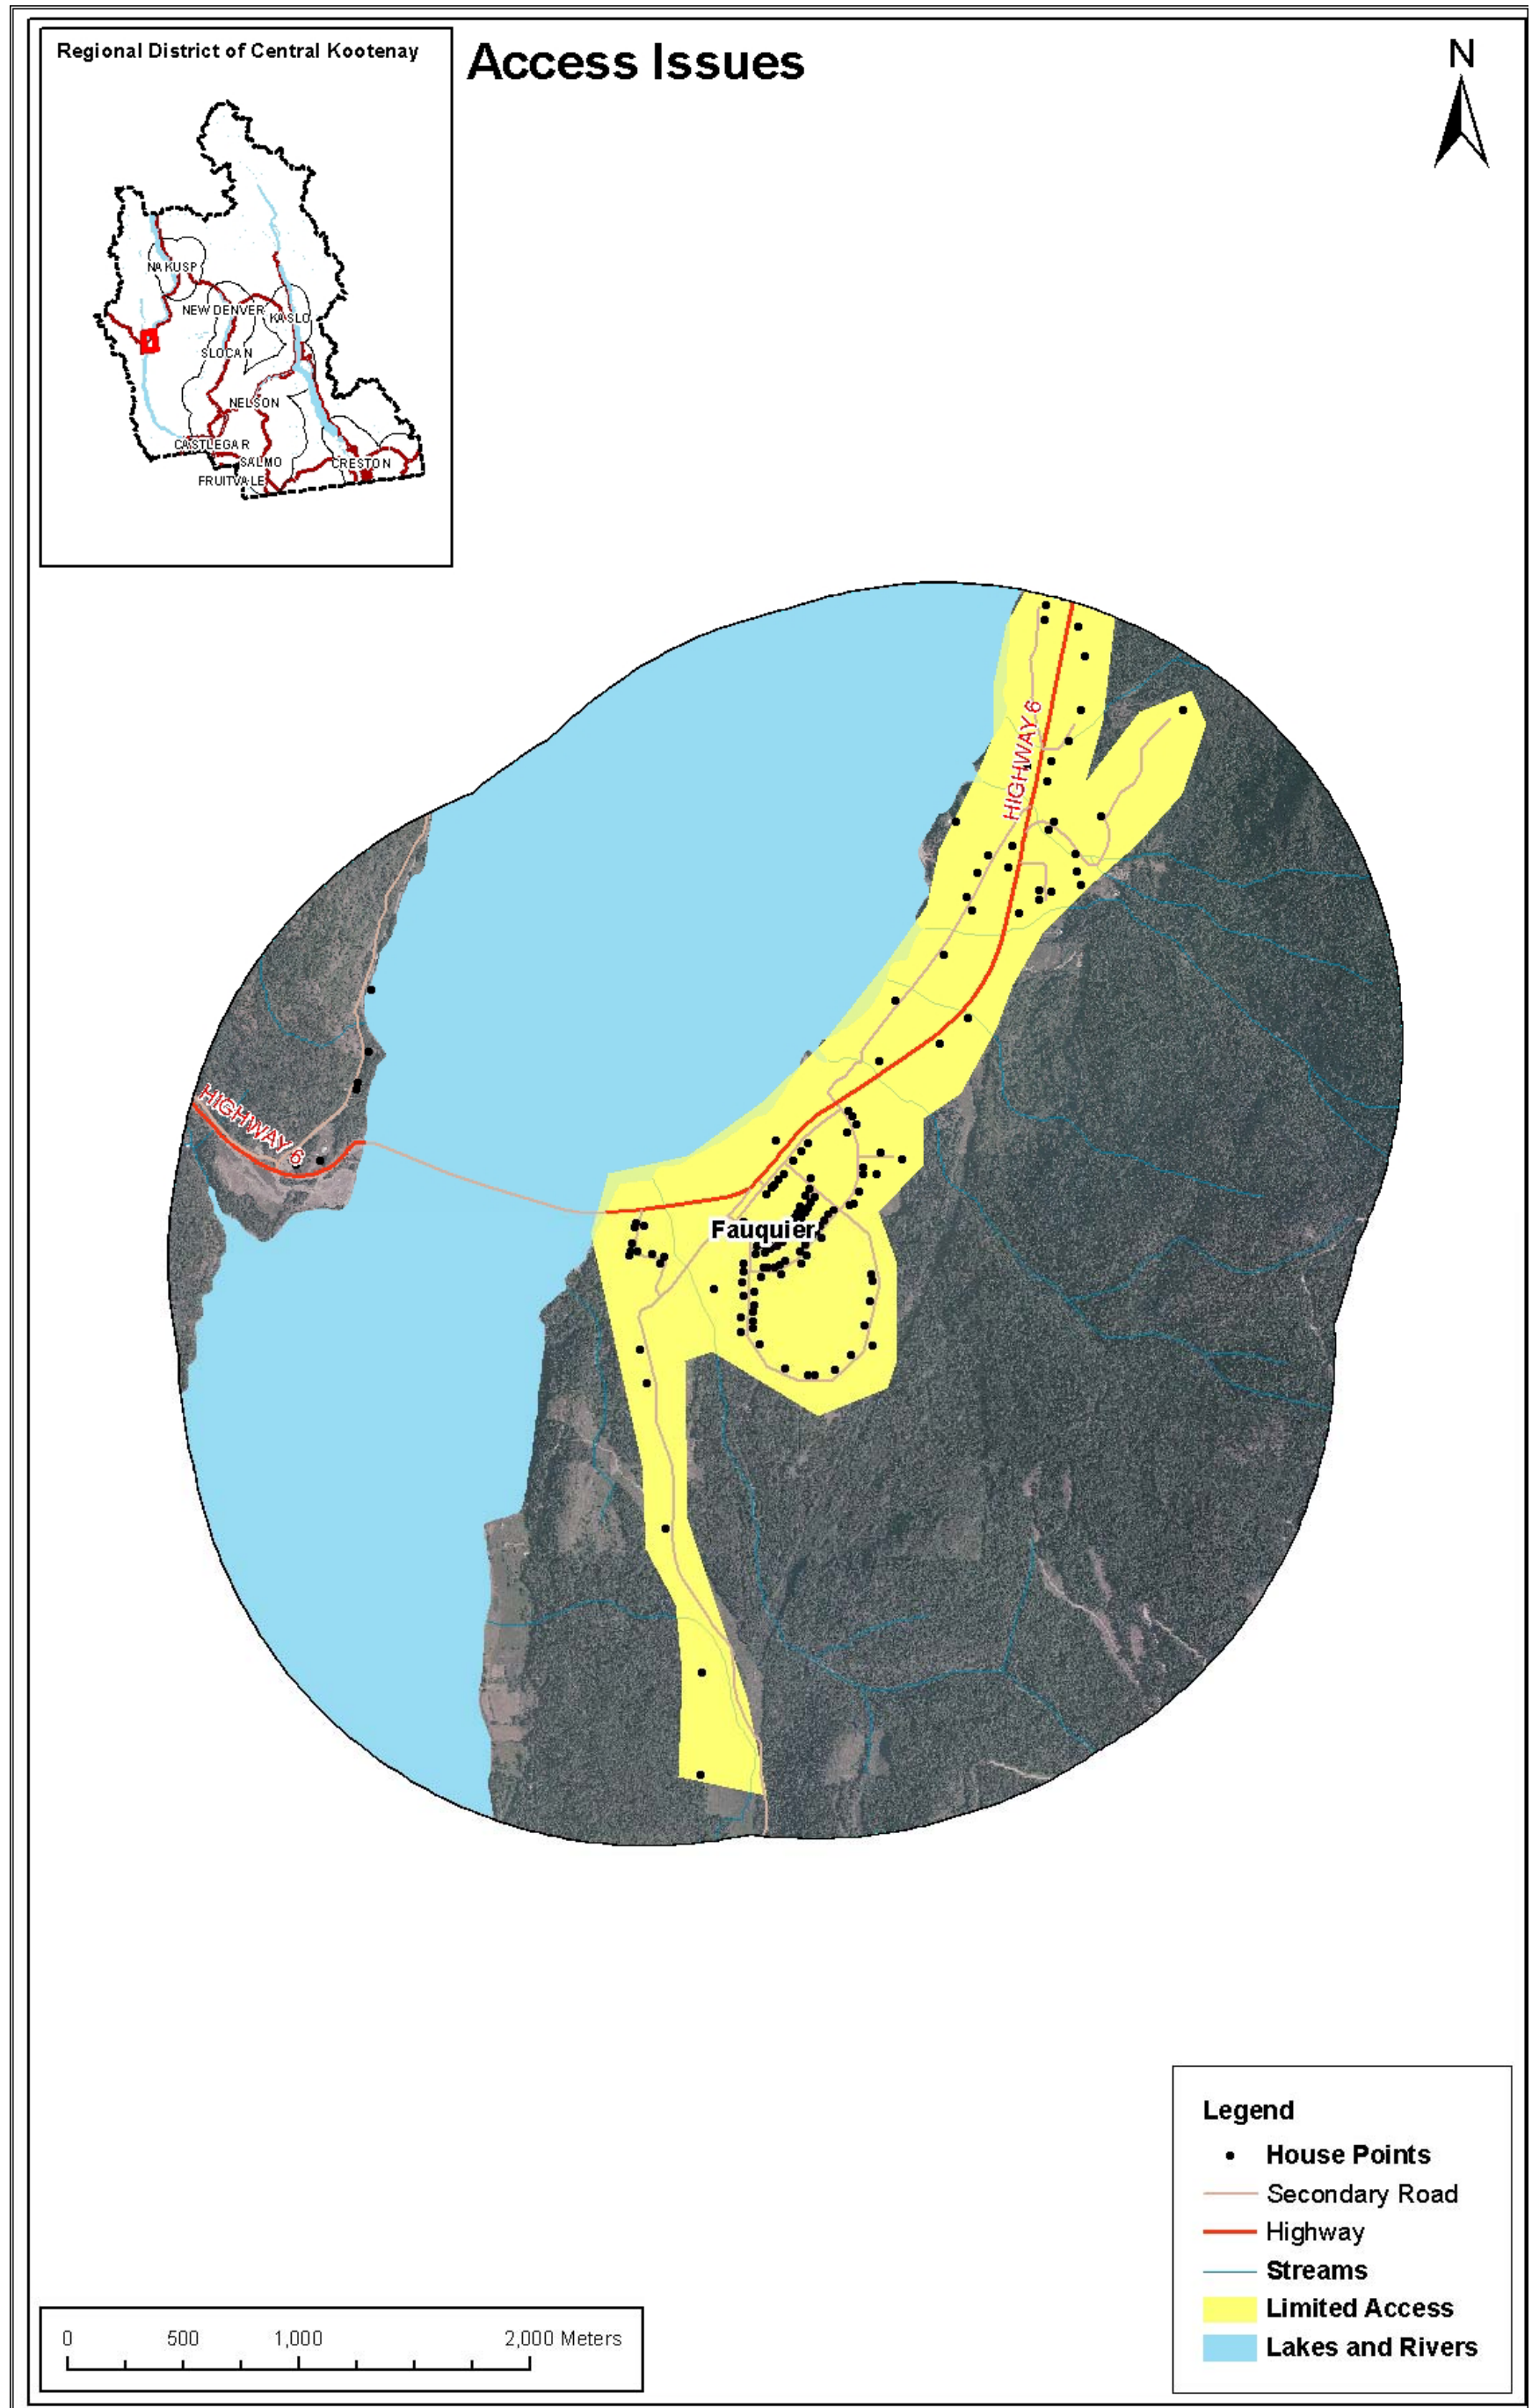 Regional District of Central Kootenay
Access Issues
N
NAKUSP
NEW DENVER
KASLO
SLOCAN
NELSON
CASTLEGAR
SALMO
CRESTON
FRUITVALE
HIGHWAY 6
HIGHWAY 6
Fauquier
Legend
House Points
Secondary Road
Highway
Streams
Limited Access
Lakes and Rivers
0 500 1,000 2,000 Meters